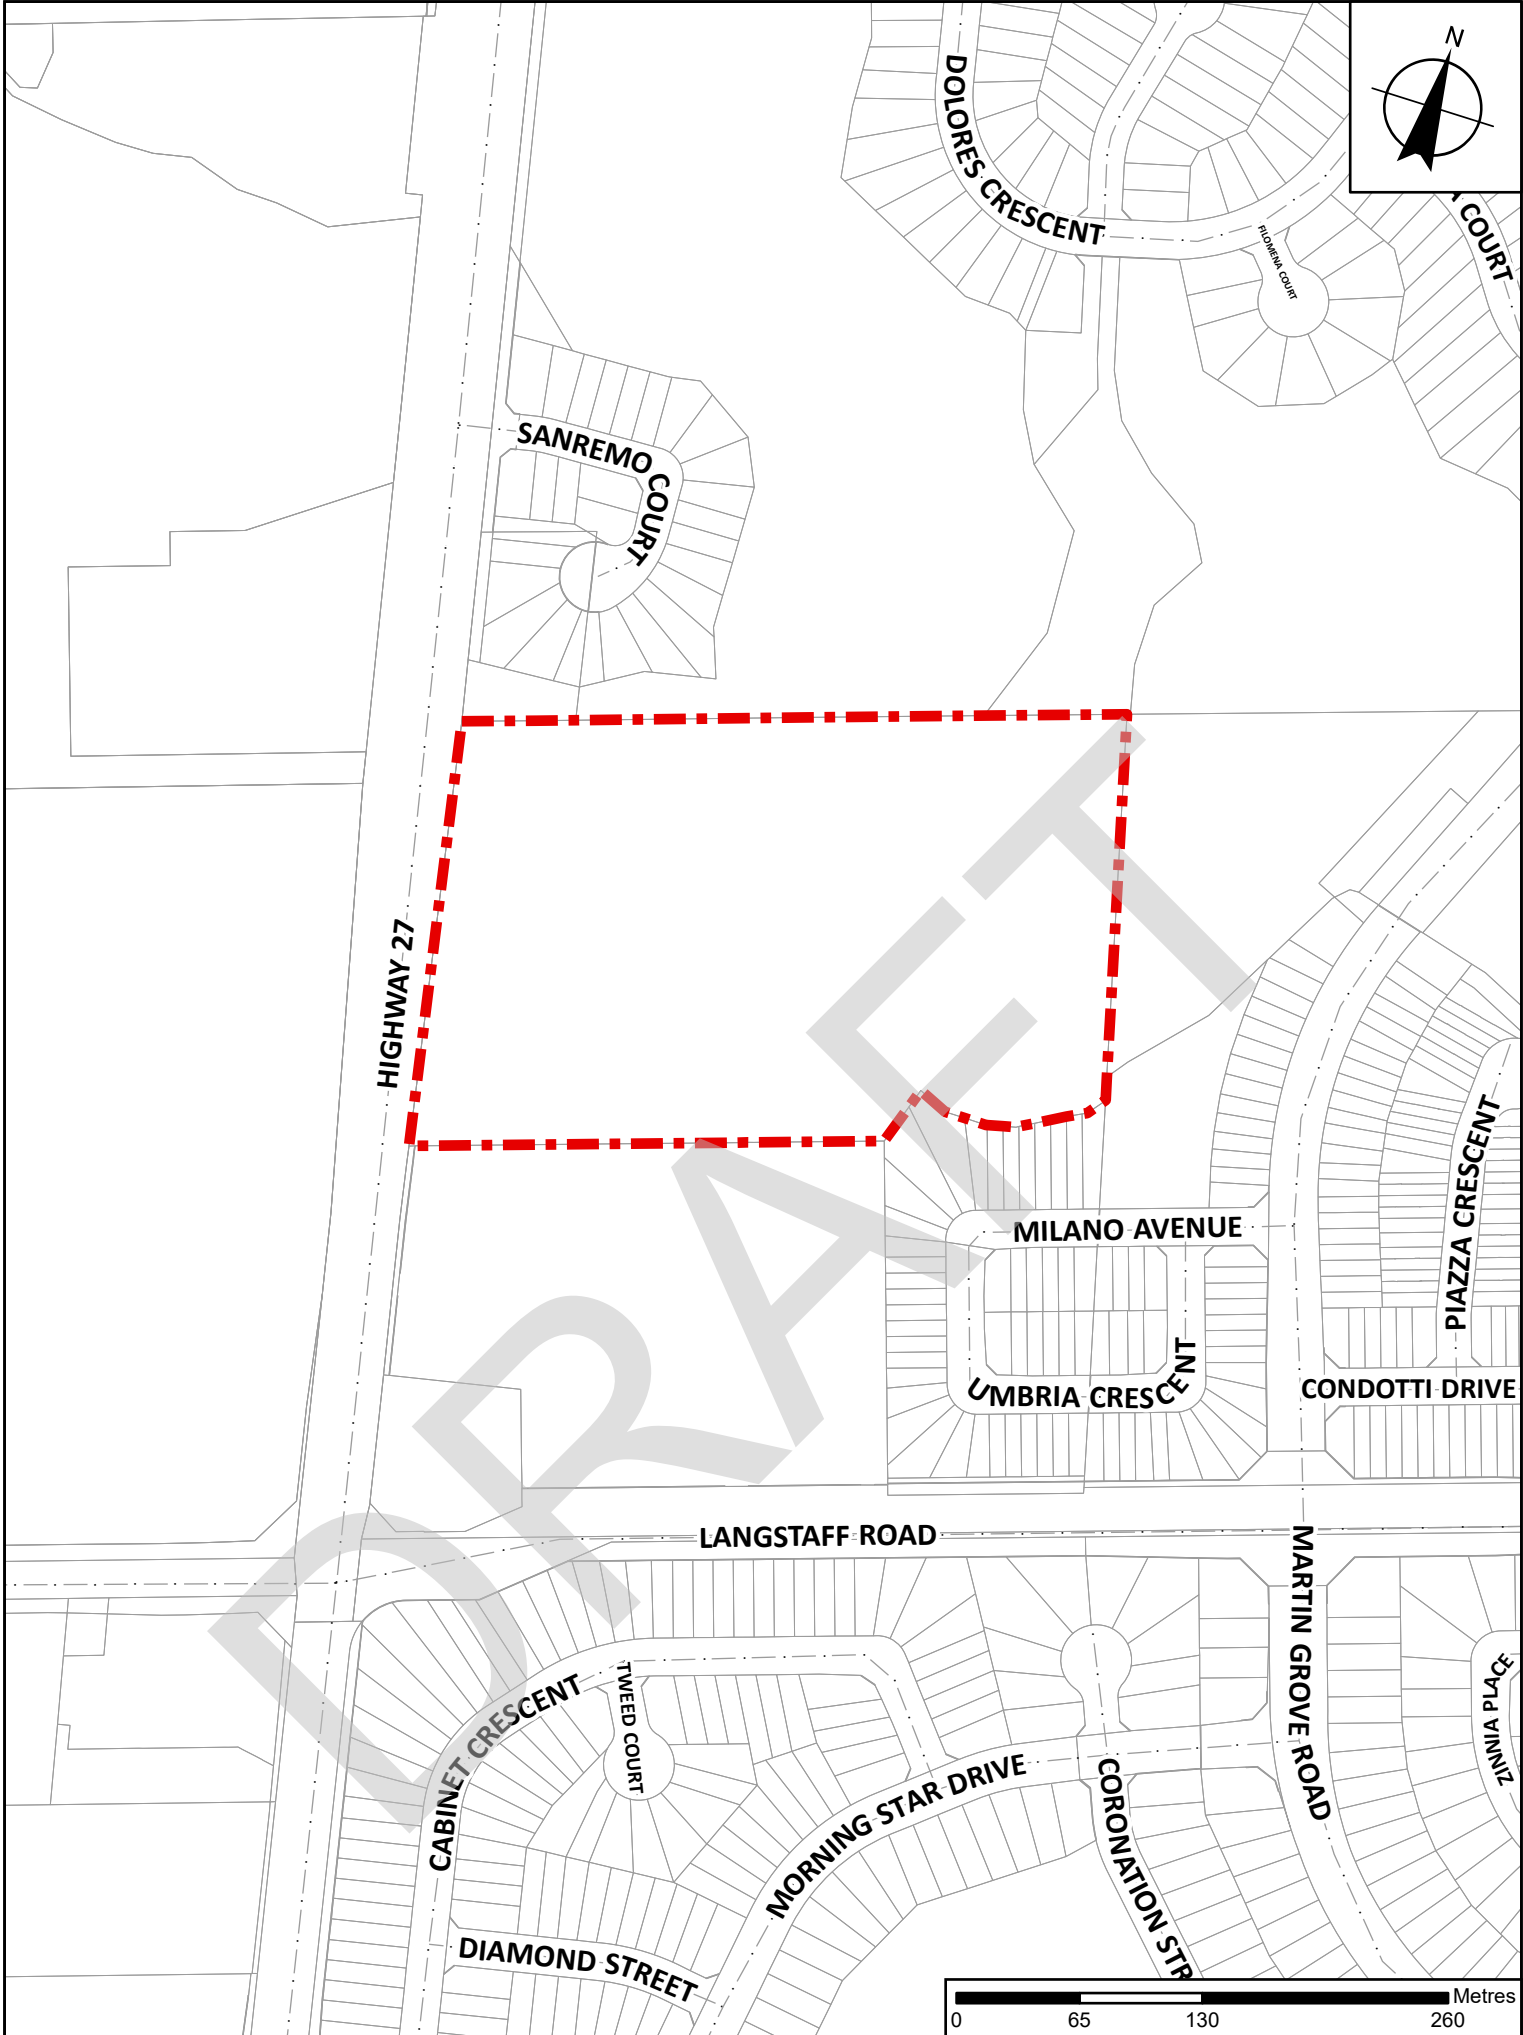 N
DOLORES CRESCENT
COURT
FILOMENA COURT
SANREMO COURT
HIGHWAY 27
DRAFT
MILANO AVENUE
PIAZZA CRESCENT
UMBRIA CRESCENT
CONDOTTI DRIVE
LANGSTAFF ROAD
MARTIN GROVE ROAD
TWEED COURT
CABINET CRESCENT
ZINNIA PLACE
MORNING STAR DRIVE
CORONATION STR
DIAMOND STREET
Metres
0 65 130 260